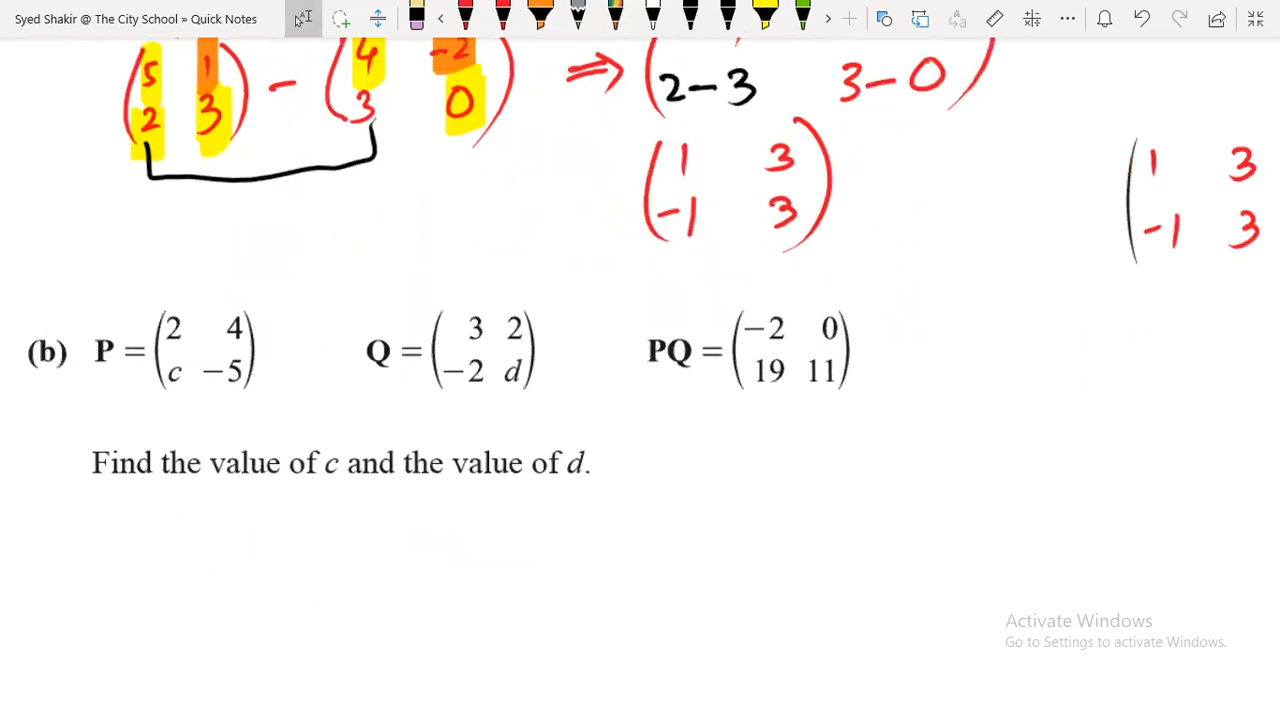 Syed Shakir @ The City School » Quick Notes
5 1 - 4 -2 ⇒
2 3 3 0 2-3 3-0
1 3 1 3
-1 3 -1 3
(b) P = (2 4 c -5) Q = (3 2 -2 d) PQ = (-2 0 19 11)
Find the value of c and the value of d.
Activate Windows
Go to Settings to activate Windows.